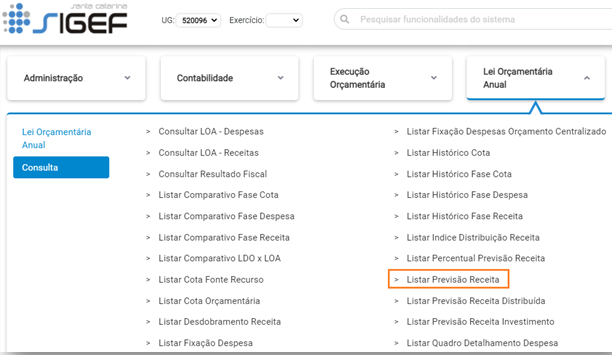 santa catarina
SIGEF
UG: 520096 Exercício:
Pesquisar funcionalidades do sistema
Administração
Contabilidade
Execução
Orçamentária
Lei Orçamentária
Anual
Lei Orçamentária
Anual
Consulta
> Consultar LOA - Despesas
> Consultar LOA - Receitas
> Consultar Resultado Fiscal
> Listar Comparativo Fase Cota
> Listar Comparativo Fase Despesa
> Listar Comparativo Fase Receita
> Listar Comparativo LDO x LOA
> Listar Cota Fonte Recurso
> Listar Cota Orçamentária
> Listar Desdobramento Receita
> Listar Fixação Despesa
> Listar Fixação Despesas Orçamento Centralizado
> Listar Histórico Cota
> Listar Histórico Fase Cota
> Listar Histórico Fase Despesa
> Listar Histórico Fase Receita
> Listar Indice Distribuição Receita
> Listar Percentual Previsão Receita
> Listar Previsão Receita
> Listar Previsão Receita Distribuída
> Listar Previsão Receita Investimento
> Listar Quadro Detalhamento Despesa